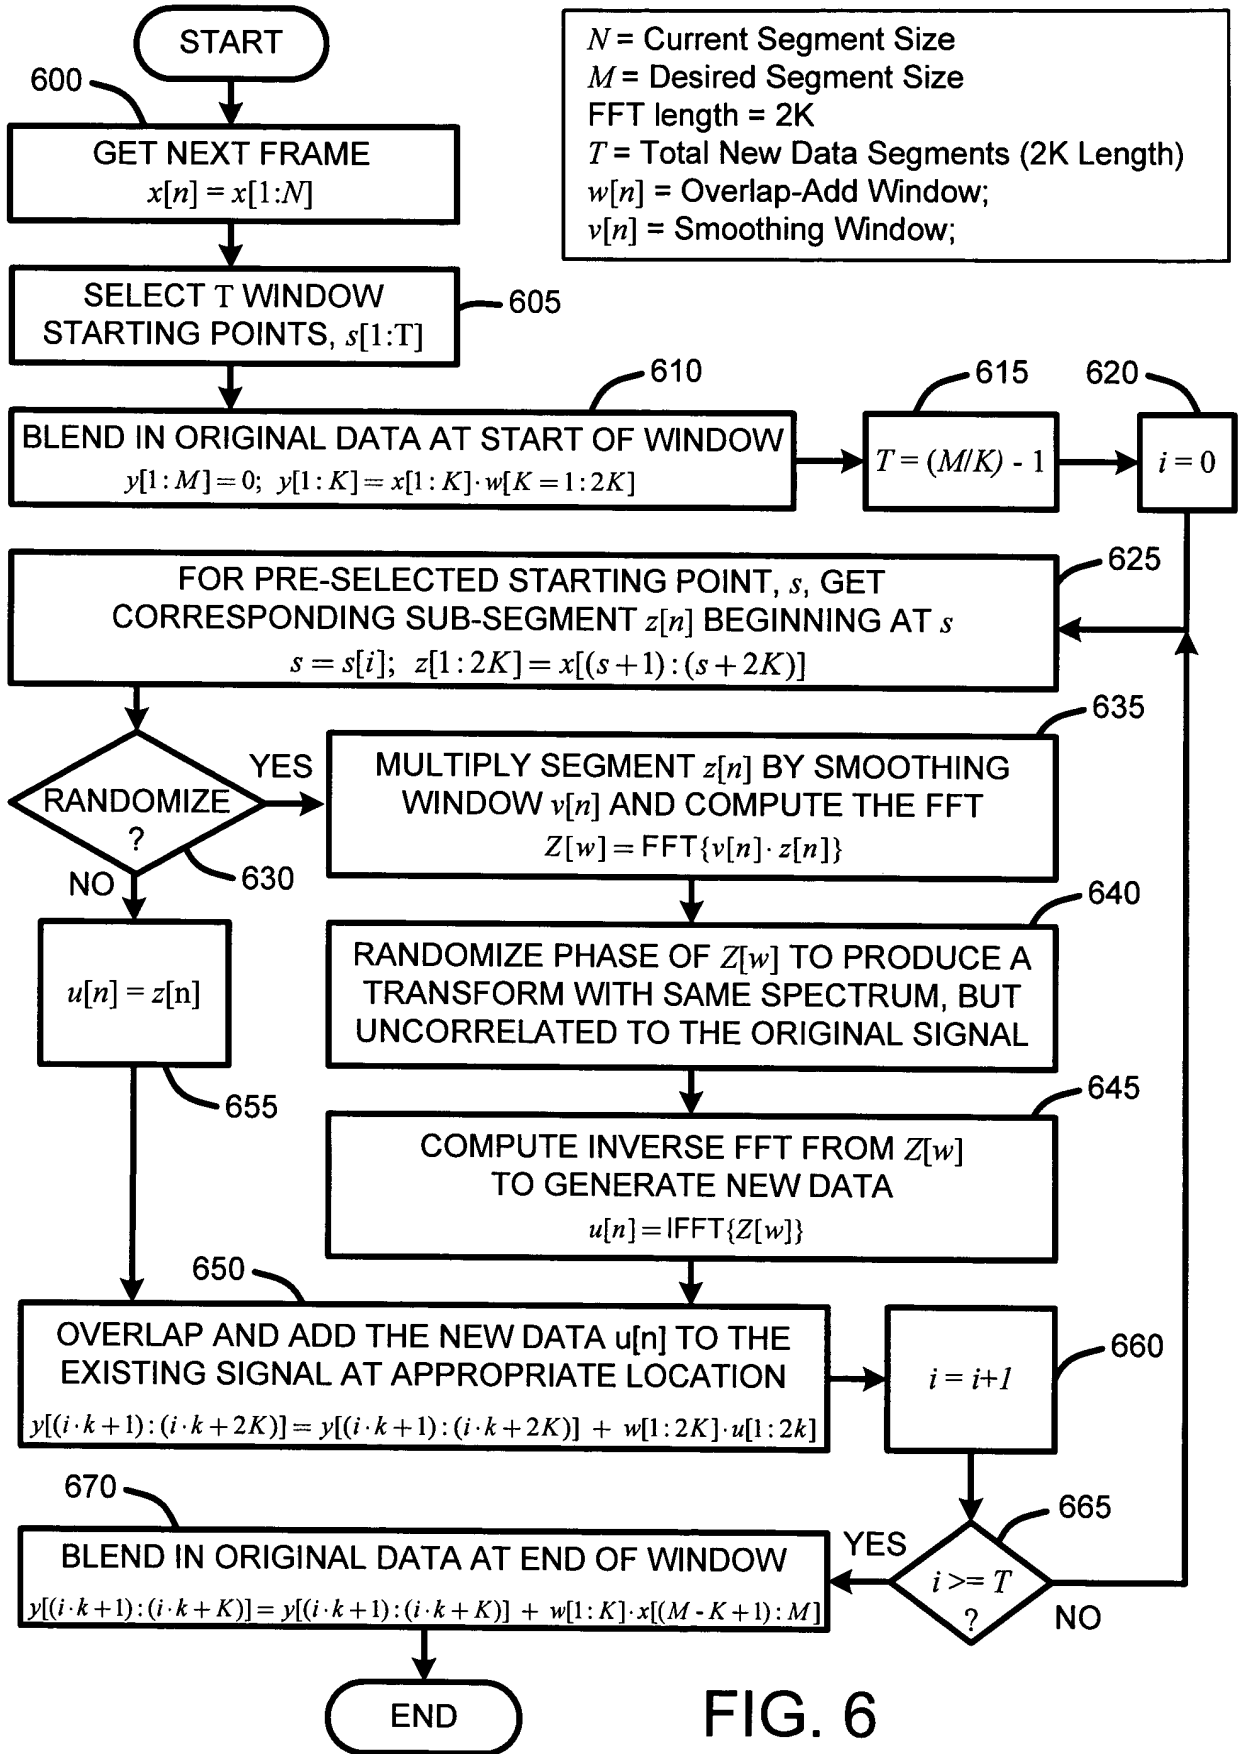 START
N = Current Segment Size
M = Desired Segment Size
FFT length = 2K
T = Total New Data Segments (2K Length)
w[n] = Overlap-Add Window;
v[n] = Smoothing Window;
600
GET NEXT FRAME
x[n] = x[1:N]
SELECT T WINDOW
STARTING POINTS, s[1:T]
605
610
BLEND IN ORIGINAL DATA AT START OF WINDOW
y[1:M]=0; y[1:K]=x[1:K]·w[K=1:2K]
615
T = (M/K) - 1
620
i = 0
625
FOR PRE-SELECTED STARTING POINT, s, GET
CORRESPONDING SUB-SEGMENT z[n] BEGINNING AT s
s = s[i]; z[1:2K] = x[(s+1):(s+2K)]
RANDOMIZE
?
630
YES
NO
635
MULTIPLY SEGMENT z[n] BY SMOOTHING
WINDOW v[n] AND COMPUTE THE FFT
Z[w] = FFT{v[n]· z[n]}
640
RANDOMIZE PHASE OF Z[w] TO PRODUCE A
TRANSFORM WITH SAME SPECTRUM, BUT
UNCORRELATED TO THE ORIGINAL SIGNAL
u[n] = z[n]
655
645
COMPUTE INVERSE FFT FROM Z[w]
TO GENERATE NEW DATA
u[n] = IFFT{Z[w]}
650
OVERLAP AND ADD THE NEW DATA u[n] TO THE
EXISTING SIGNAL AT APPROPRIATE LOCATION
y[(i·k+1):(i·k+2K)] = y[(i·k+1):(i·k+2K)] + w[1:2K]·u[1:2k]
660
i = i+1
665
i >= T
?
YES
NO
670
BLEND IN ORIGINAL DATA AT END OF WINDOW
y[(i·k+1):(i·k+K)] = y[(i·k+1):(i·k+K)] + w[1:K]·x[(M-K+1):M]
END
FIG. 6